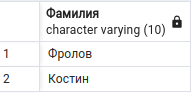 Фамилия
character varying (10)
1 Фролов
2 Костин